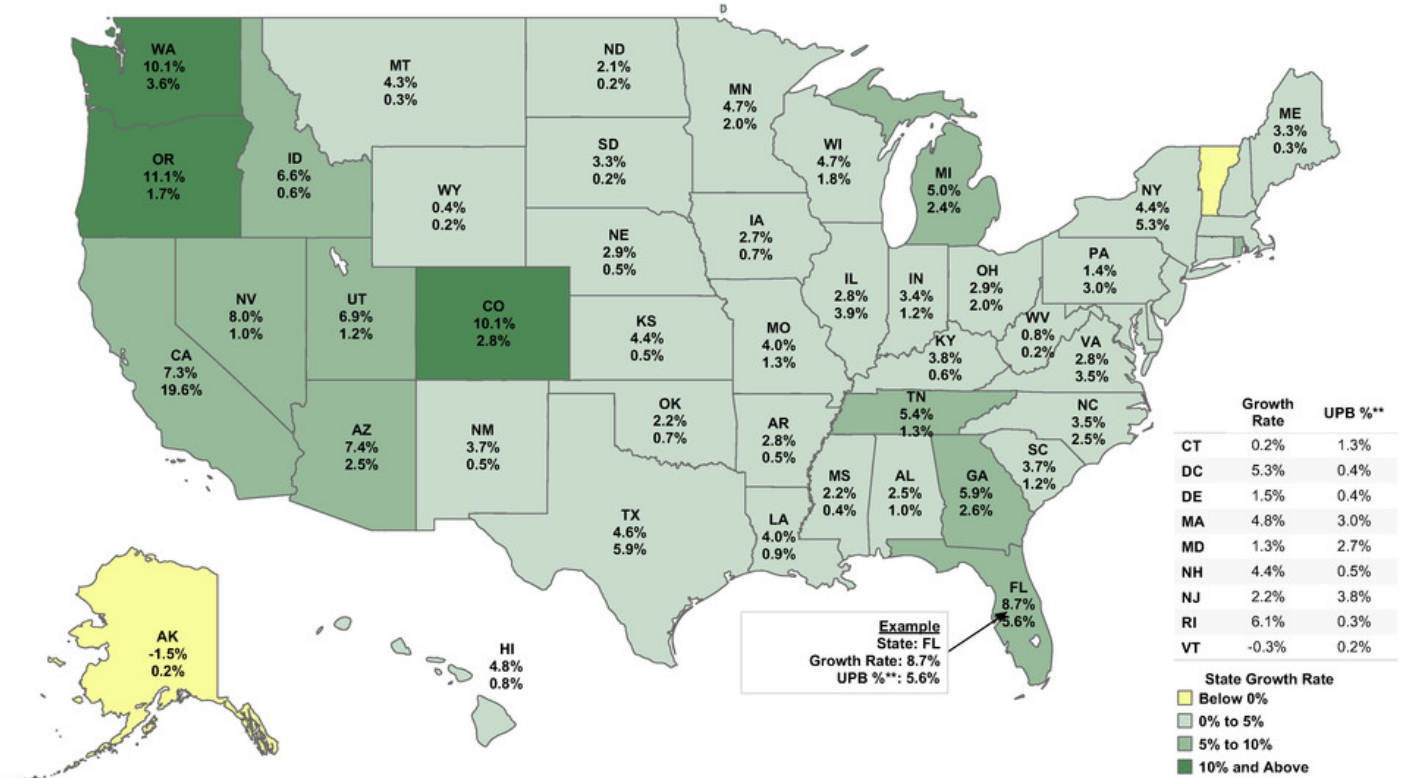 D
WA
10.1%
3.6%
MT
4.3%
0.3%
ND
2.1%
0.2%
MN
4.7%
2.0%
ME
3.3%
0.3%
OR
11.1%
1.7%
ID
6.6%
0.6%
SD
3.3%
0.2%
WI
4.7%
1.8%
WY
0.4%
0.2%
MI
5.0%
2.4%
NY
4.4%
5.3%
IA
2.7%
0.7%
NE
2.9%
0.5%
PA
1.4%
3.0%
NV
8.0%
1.0%
UT
6.9%
1.2%
CO
10.1%
2.8%
IL
2.8%
3.9%
IN
3.4%
1.2%
OH
2.9%
2.0%
CA
7.3%
19.6%
KS
4.4%
0.5%
MO
4.0%
1.3%
WV
0.8%
0.2%
KY
3.8%
0.6%
VA
2.8%
3.5%
AZ
7.4%
2.5%
NM
3.7%
0.5%
OK
2.2%
0.7%
AR
2.8%
0.5%
TN
5.4%
1.3%
NC
3.5%
2.5%
SC
3.7%
1.2%
MS
2.2%
0.4%
AL
2.5%
1.0%
GA
5.9%
2.6%
TX
4.6%
5.9%
LA
4.0%
0.9%
FL
8.7%
5.6%
AK
-1.5%
0.2%
HI
4.8%
0.8%
Example
State: FL
Growth Rate: 8.7%
UPB %**: 5.6%
Growth Rate UPB %**
CT 0.2% 1.3%
DC 5.3% 0.4%
DE 1.5% 0.4%
MA 4.8% 3.0%
MD 1.3% 2.7%
NH 4.4% 0.5%
NJ 2.2% 3.8%
RI 6.1% 0.3%
VT -0.3% 0.2%
State Growth Rate
Below 0%
0% to 5%
5% to 10%
10% and Above